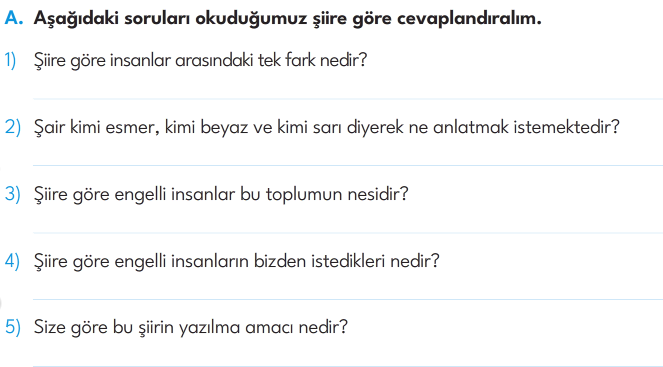 A. Aşağıdaki soruları okuduğumuz şiire göre cevaplandıralım.
1) Şiire göre insanlar arasındaki tek fark nedir?
2) Şair kimi esmer, kimi beyaz ve kimi sarı diyerek ne anlatmak istemektedir?
3) Şiire göre engelli insanlar bu toplumun nesidir?
4) Şiire göre engelli insanların bizden istedikleri nedir?
5) Size göre bu şiirin yazılma amacı nedir?